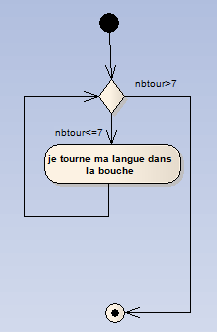 nbtour>7
nbtour<=7
je tourne ma langue dans
la bouche